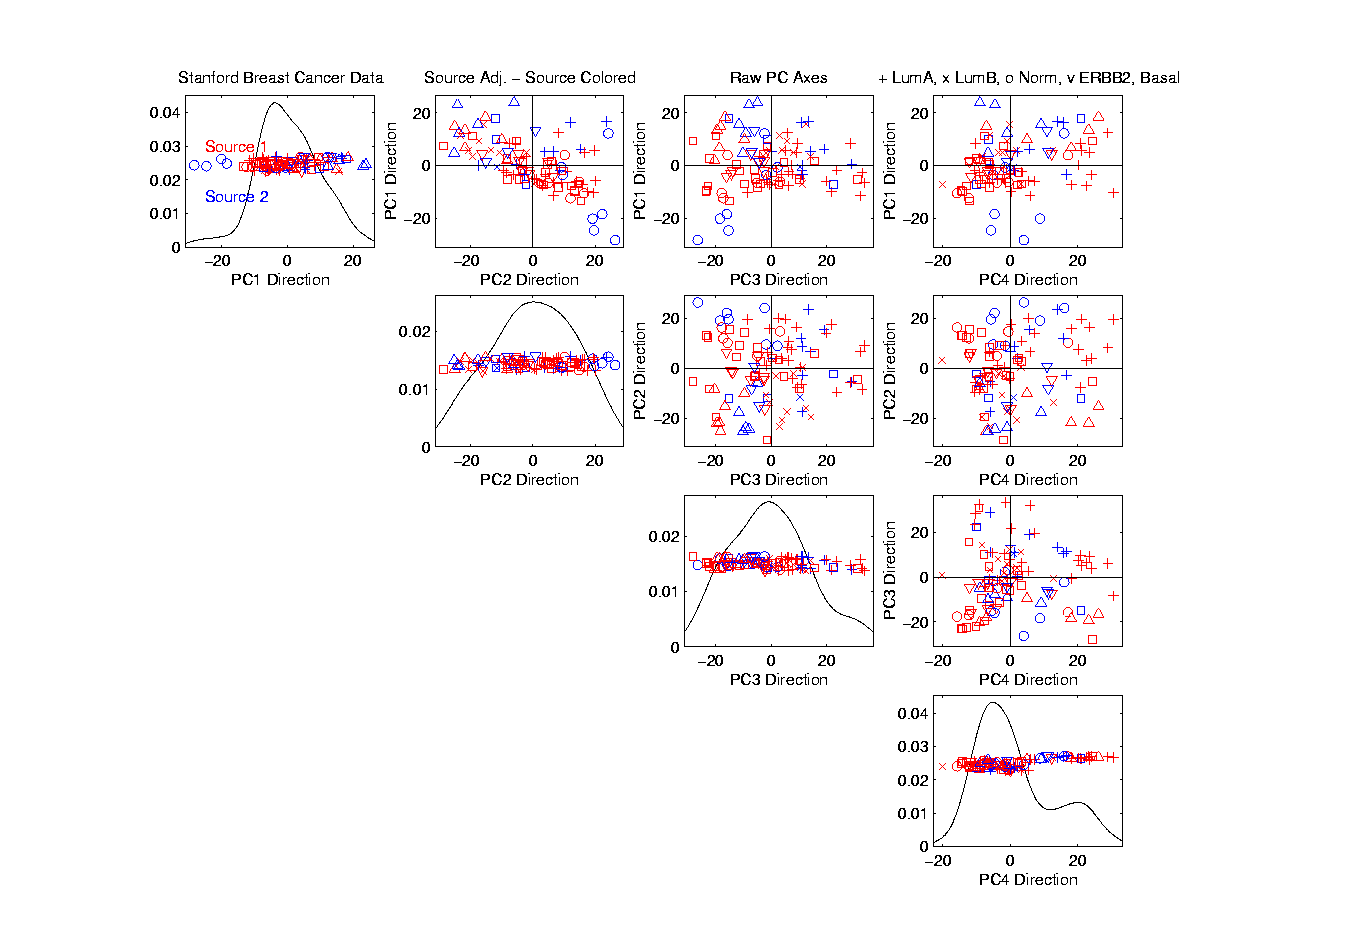 Stanford Breast Cancer Data
Source Adj. – Source Colored
Raw PC Axes
+ LumA, x LumB, o Norm, v ERBB2, Basal
0.04
0.03
0.02
0.01
0
Source 1
Source 2
−20 0 20
PC1 Direction
20
0
−20
PC1 Direction
−20 0 20
PC2 Direction
20
0
−20
PC1 Direction
−20 0 20
PC3 Direction
20
0
−20
PC1 Direction
−20 0 20
PC4 Direction
0.02
0.01
0
−20 0 20
PC2 Direction
20
0
−20
PC2 Direction
−20 0 20
PC3 Direction
20
0
−20
PC2 Direction
−20 0 20
PC4 Direction
0.02
0.01
0
−20 0 20
PC3 Direction
20
0
−20
PC3 Direction
−20 0 20
PC4 Direction
0.04
0.03
0.02
0.01
0
−20 0 20
PC4 Direction